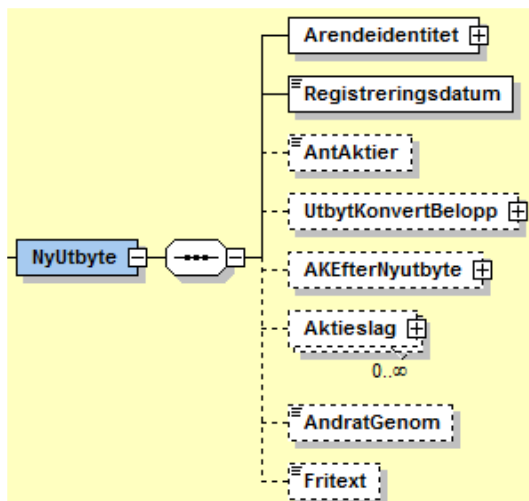 Arendeidentitet
Registreringsdatum
AntAktier
UtbytKonvertBelopp
NyUtbyte
AKEfterNyutbyte
Aktieslag
0..∞
AndratGenom
Fritext